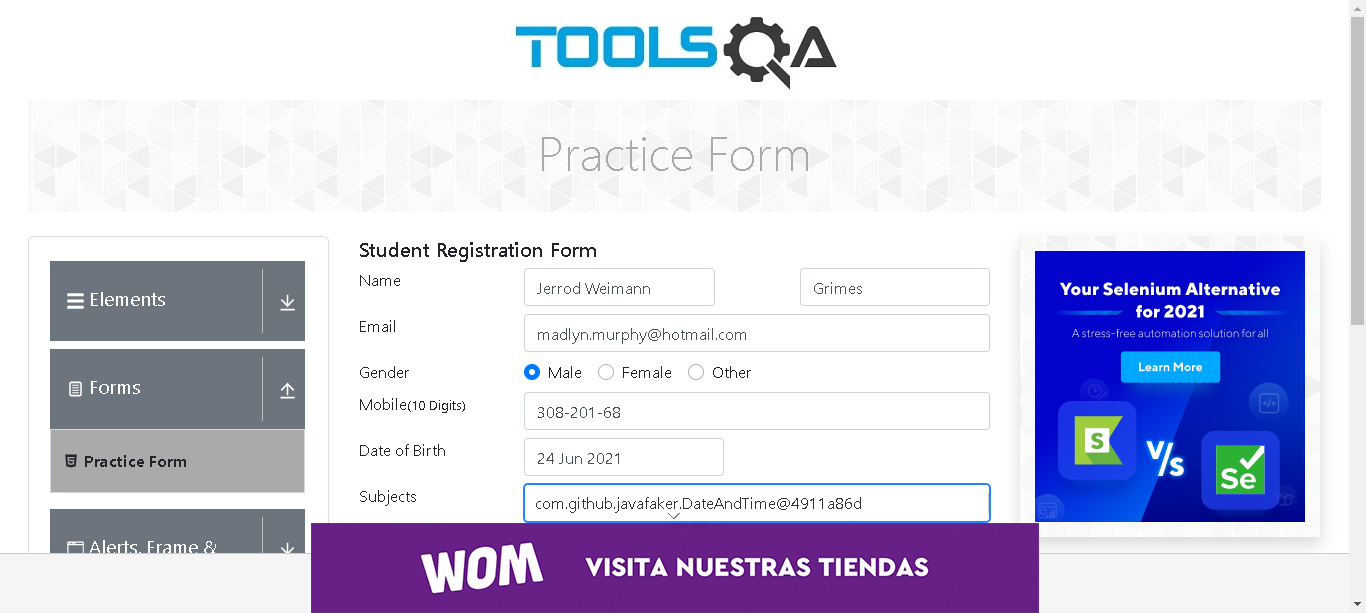 TOOLSQA
Practice Form
Elements
Forms
Practice Form
Alerts, Frame &
Student Registration Form
Name
Jerrod Weimann
Grimes
Email
madlyn.murphy@hotmail.com
Gender
Male
Female
Other
Mobile(10 Digits)
308-201-68
Date of Birth
24 Jun 2021
Subjects
com.github.javafaker.DateAndTime@4911a86d
Your Selenium Alternative
for 2021
A stress-free automation solution for all
Learn More
S
V/s
Se
WOM
VISITA NUESTRAS TIENDAS